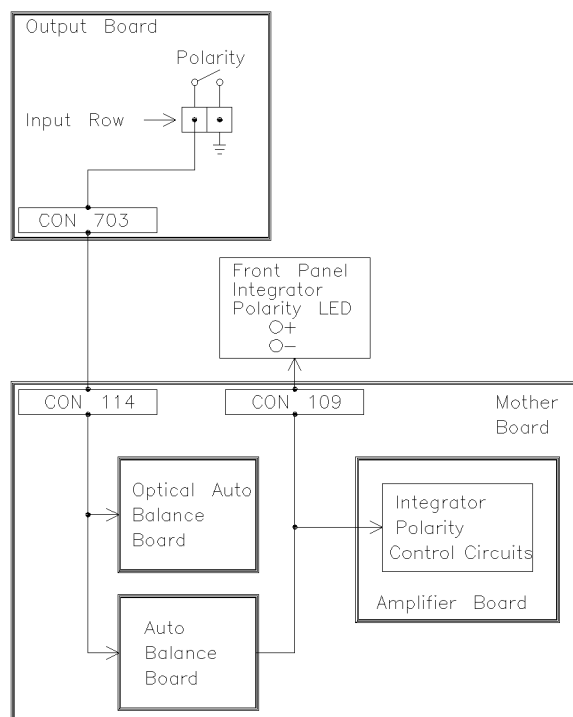 Output Board
Polarity
Input Row
CON 703
Front Panel
Integrator
Polarity LED
+
-
CON 114
CON 109
Mother
Board
Optical Auto
Balance
Board
Integrator
Polarity
Control Circuits
Amplifier Board
Auto
Balance
Board